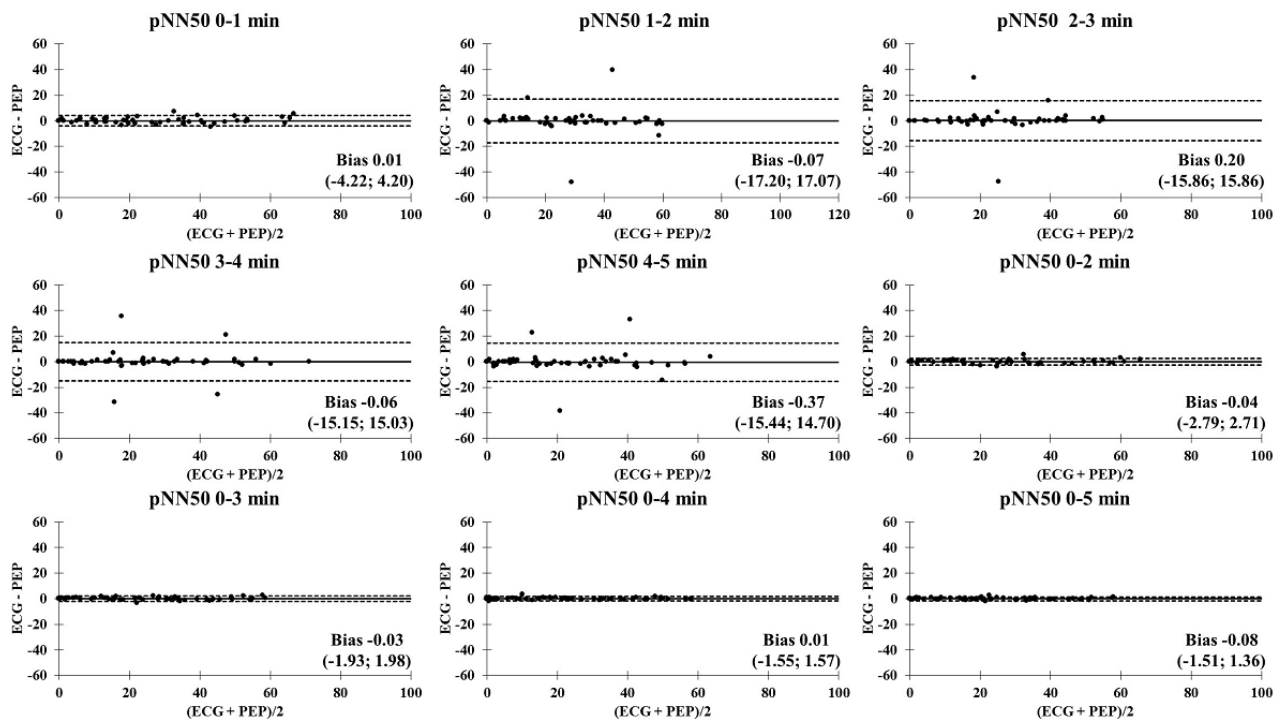 pNN50 0-1 min
60
40
20
0
-20
-40
-60
ECG - PEP
Bias 0.01
(-4.22; 4.20)
0 20 40 60 80 100
(ECG + PEP)/2
pNN50 1-2 min
60
40
20
0
-20
-40
-60
ECG - PEP
Bias -0.07
(-17.20; 17.07)
0 20 40 60 80 100 120
(ECG + PEP)/2
pNN50 2-3 min
60
40
20
0
-20
-40
-60
ECG - PEP
Bias 0.20
(-15.86; 15.86)
0 20 40 60 80 100
(ECG + PEP)/2
pNN50 3-4 min
60
40
20
0
-20
-40
-60
ECG - PEP
Bias -0.06
(-15.15; 15.03)
0 20 40 60 80 100
(ECG + PEP)/2
pNN50 4-5 min
60
40
20
0
-20
-40
-60
ECG - PEP
Bias -0.37
(-15.44; 14.70)
0 20 40 60 80 100
(ECG + PEP)/2
pNN50 0-2 min
60
40
20
0
-20
-40
-60
ECG - PEP
Bias -0.04
(-2.79; 2.71)
0 20 40 60 80 100
(ECG + PEP)/2
pNN50 0-3 min
60
40
20
0
-20
-40
-60
ECG - PEP
Bias -0.03
(-1.93; 1.98)
0 20 40 60 80 100
(ECG + PEP)/2
pNN50 0-4 min
60
40
20
0
-20
-40
-60
ECG - PEP
Bias 0.01
(-1.55; 1.57)
0 20 40 60 80 100
(ECG + PEP)/2
pNN50 0-5 min
60
40
20
0
-20
-40
-60
ECG - PEP
Bias -0.08
(-1.51; 1.36)
0 20 40 60 80 100
(ECG + PEP)/2